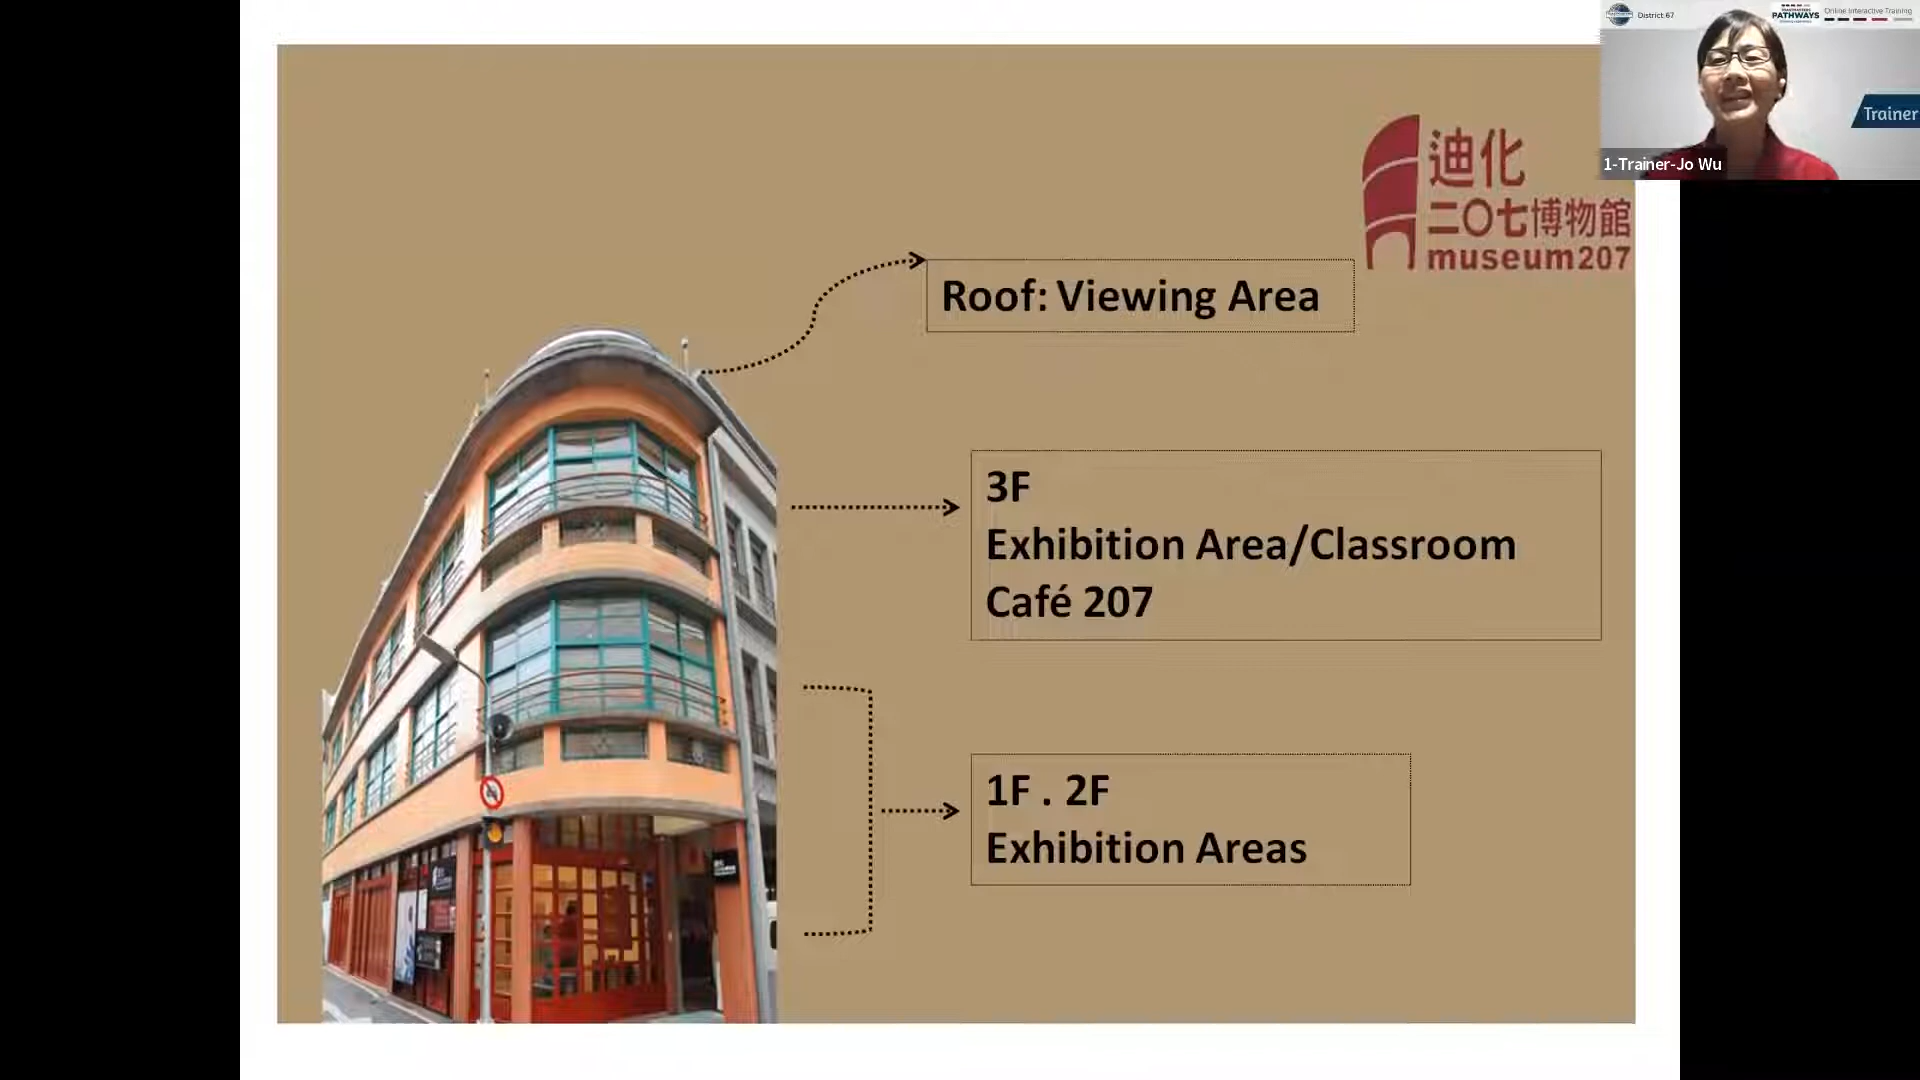 District 67
PATHWAYS
Online Interactive Training
Trainer
1-Trainer-Jo Wu
迪化
二〇七博物館
museum207
Roof: Viewing Area
3F
Exhibition Area/Classroom
Café 207
1F . 2F
Exhibition Areas